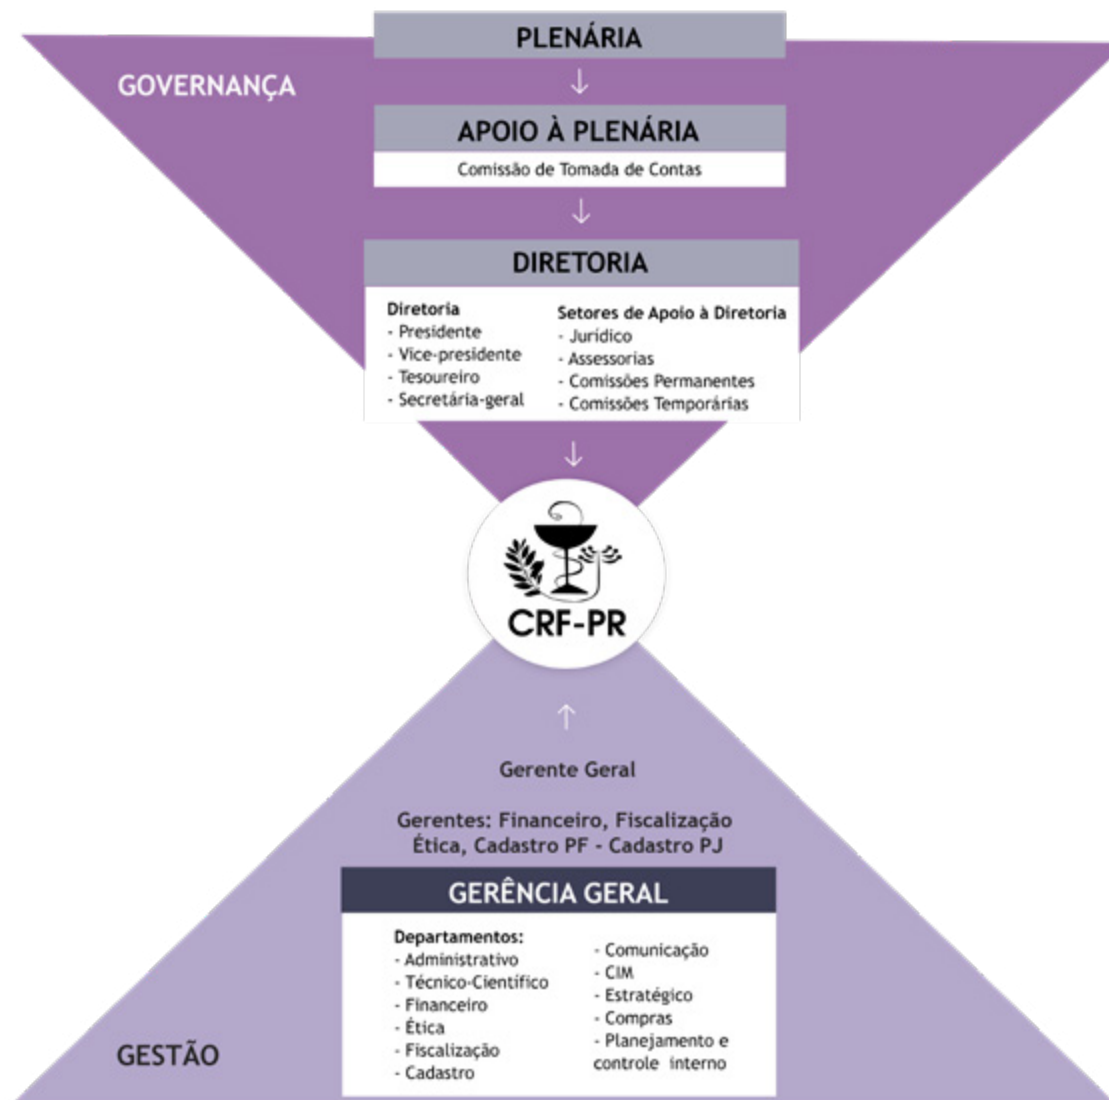 PLENÁRIA
GOVERNANÇA
↓
APOIO À PLENÁRIA
Comissão de Tomada de Contas
↓
DIRETORIA
Diretoria
- Presidente
- Vice-presidente
- Tesoureiro
- Secretária-geral
Setores de Apoio à Diretoria
- Jurídico
- Assessorias
- Comissões Permanentes
- Comissões Temporárias
↓
CRF-PR
↑
Gerente Geral
Gerentes: Financeiro, Fiscalização
Ética, Cadastro PF - Cadastro PJ
GERÊNCIA GERAL
Departamentos:
- Administrativo
- Técnico-Científico
- Financeiro
- Ética
- Fiscalização
- Cadastro
- Comunicação
- CIM
- Estratégico
- Compras
- Planejamento e
controle interno
GESTÃO